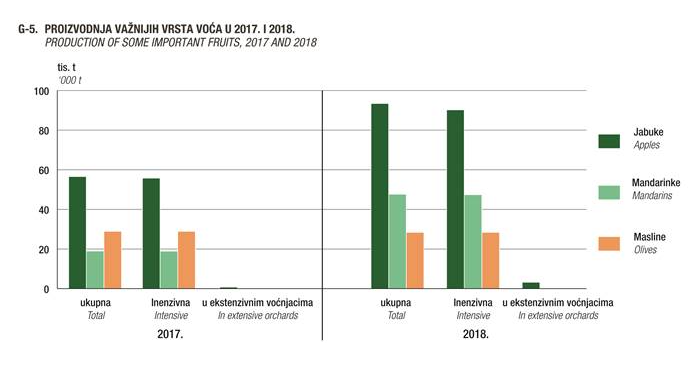 G-5. PROIZVODNJA VAŽNIJIH VRSTA VOĆA U 2017. I 2018.
PRODUCTION OF SOME IMPORTANT FRUITS, 2017 AND 2018
tis. t
'000 t
100
80
60
40
20
0
ukupna
Total
Inenzivna
Intensive
u ekstenzivnim voćnjacima
In extensive orchards
2017.
ukupna
Total
Inenzivna
Intensive
u ekstenzivnim voćnjacima
In extensive orchards
2018.
Jabuke
Apples
Mandarinke
Mandarins
Masline
Olives